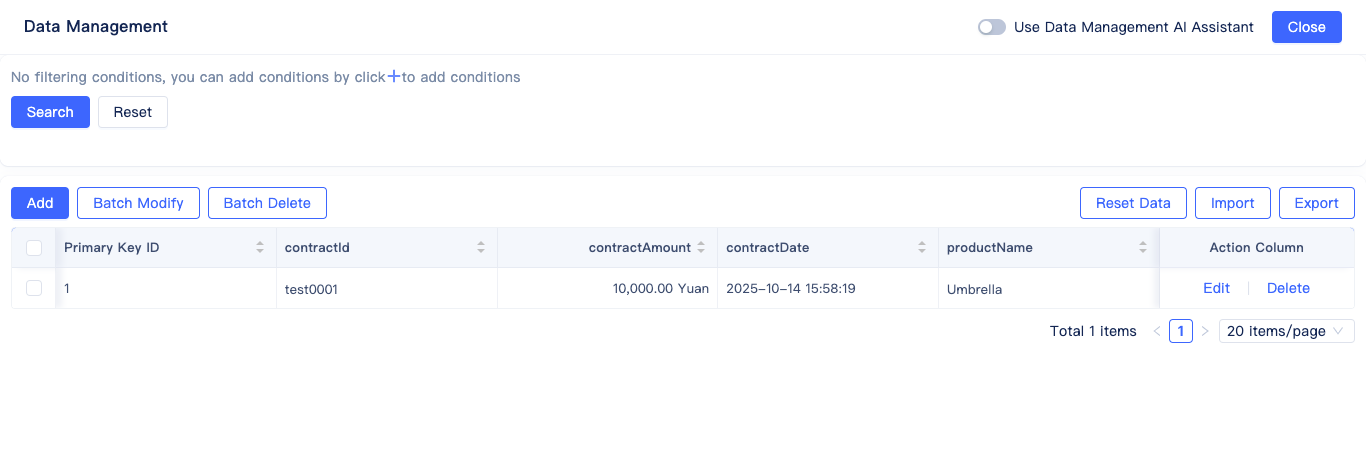 Data Management
Use Data Management AI Assistant
Close
No filtering conditions, you can add conditions by click+to add conditions
Search Reset
Add Batch Modify Batch Delete Reset Data Import Export
Primary Key ID contractId contractAmount contractDate productName Action Column
1 test0001 10,000.00 Yuan 2025-10-14 15:58:19 Umbrella Edit Delete
Total 1 items < 1 > 20 items/page